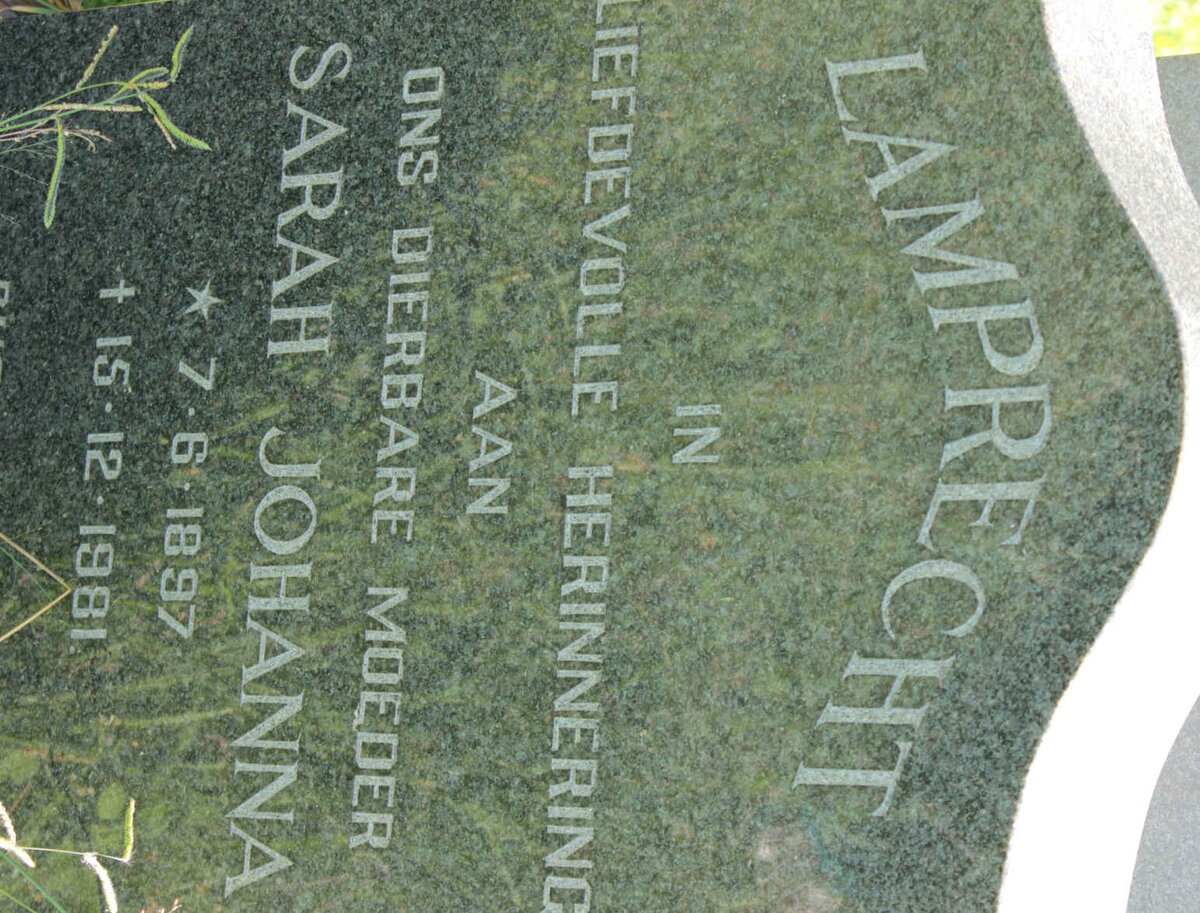 LAMPRECHT
IN
LIEFDEVOLLE HERINNERING
AAN
ONS DIERBARE MOEDER
SARAH JOHANNA
★ 7·6·1897
✝ 15·12·1981